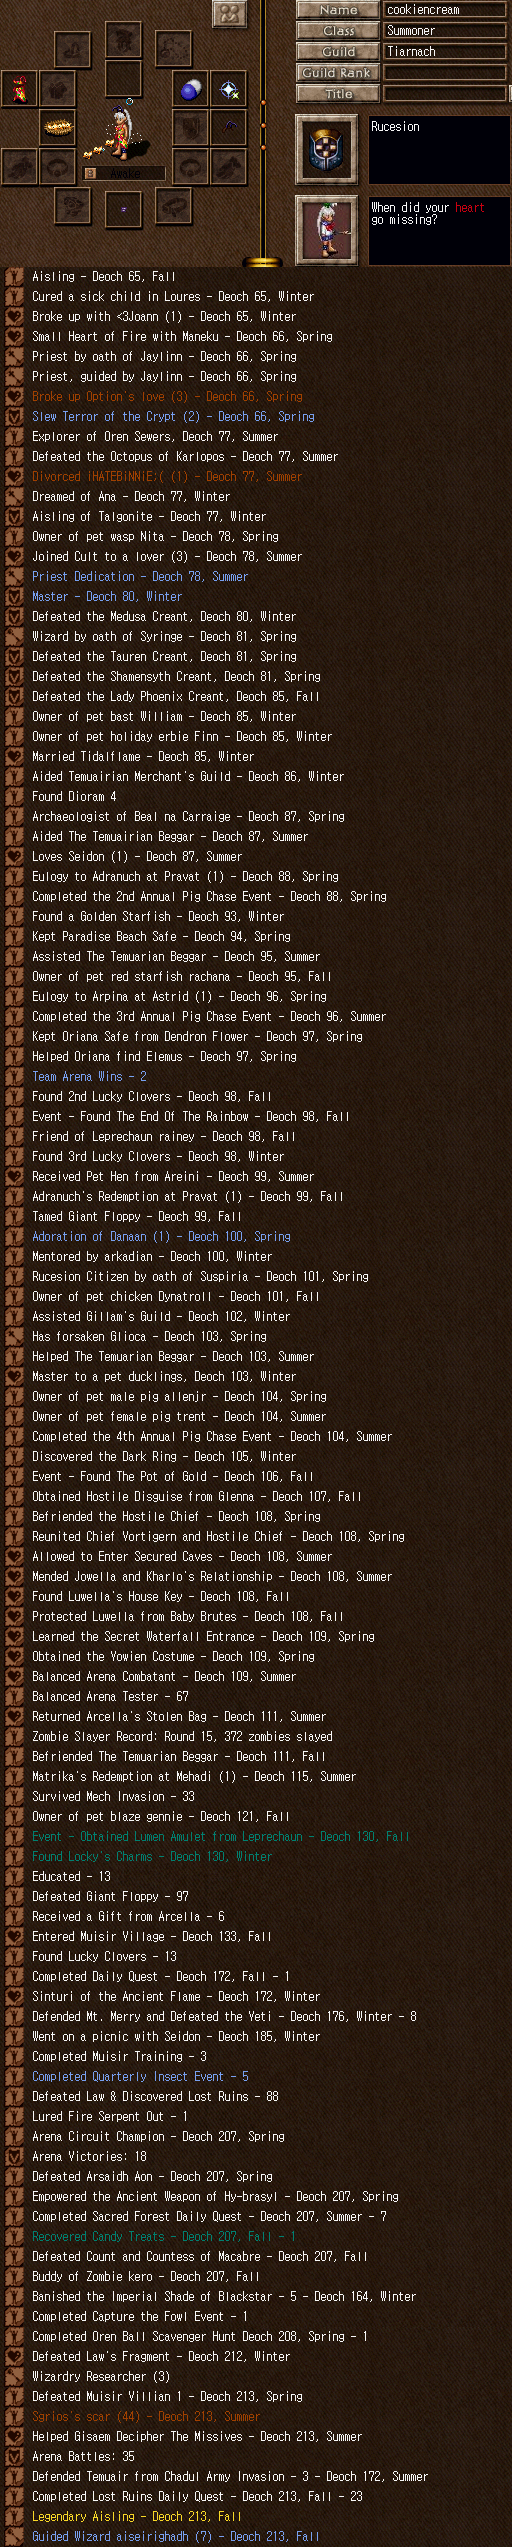 Name
cookiencream
Class
Summoner
Guild
Tiarnach
Guild Rank
Title
Rucesion
Awake
When did your heart
go missing?
Aisling - Deoch 65, Fall
Cured a sick child in Loures - Deoch 65, Winter
Broke up with <3Joann (1) - Deoch 65, Winter
Small Heart of Fire with Maneku - Deoch 66, Spring
Priest by oath of Jaylinn - Deoch 66, Spring
Priest, guided by Jaylinn - Deoch 66, Spring
Broke up Option's love (3) - Deoch 66, Spring
Slew Terror of the Crypt (2) - Deoch 66, Spring
Explorer of Oren Sewers, Deoch 77, Summer
Defeated the Octopus of Karlopos - Deoch 77, Summer
Divorced iHATEBiNNiE;( (1) - Deoch 77, Summer
Dreamed of Ana - Deoch 77, Winter
Aisling of Talgonite - Deoch 77, Winter
Owner of pet wasp Nita - Deoch 78, Spring
Joined Cult to a lover (3) - Deoch 78, Summer
Priest Dedication - Deoch 78, Summer
Master - Deoch 80, Winter
Defeated the Medusa Creant, Deoch 80, Winter
Wizard by oath of Syringe - Deoch 81, Spring
Defeated the Tauren Creant, Deoch 81, Spring
Defeated the Shamensyth Creant, Deoch 81, Spring
Defeated the Lady Phoenix Creant, Deoch 85, Fall
Owner of pet bast William - Deoch 85, Winter
Owner of pet holiday erbie Finn - Deoch 85, Winter
Married Tidalflame - Deoch 85, Winter
Aided Temuairian Merchant's Guild - Deoch 86, Winter
Found Dioram 4
Archaeologist of Beal na Carraige - Deoch 87, Spring
Aided The Temuairian Beggar - Deoch 87, Summer
Loves Seidon (1) - Deoch 87, Summer
Eulogy to Adranuch at Pravat (1) - Deoch 88, Spring
Completed the 2nd Annual Pig Chase Event - Deoch 88, Spring
Found a Golden Starfish - Deoch 93, Winter
Kept Paradise Beach Safe - Deoch 94, Spring
Assisted The Temuarian Beggar - Deoch 95, Summer
Owner of pet red starfish rachana - Deoch 95, Fall
Eulogy to Arpina at Astrid (1) - Deoch 96, Spring
Completed the 3rd Annual Pig Chase Event - Deoch 96, Summer
Kept Oriana Safe from Dendron Flower - Deoch 97, Spring
Helped Oriana find Elemus - Deoch 97, Spring
Team Arena Wins - 2
Found 2nd Lucky Clovers - Deoch 98, Fall
Event - Found The End Of The Rainbow - Deoch 98, Fall
Friend of Leprechaun rainey - Deoch 98, Fall
Found 3rd Lucky Clovers - Deoch 98, Winter
Received Pet Hen from Areini - Deoch 99, Summer
Adranuch's Redemption at Pravat (1) - Deoch 99, Fall
Tamed Giant Floppy - Deoch 99, Fall
Adoration of Danaan (1) - Deoch 100, Spring
Mentored by arkadian - Deoch 100, Winter
Rucesion Citizen by oath of Suspiria - Deoch 101, Spring
Owner of pet chicken Dynatroll - Deoch 101, Fall
Assisted Gillam's Guild - Deoch 102, Winter
Has forsaken Glioca - Deoch 103, Spring
Helped The Temuarian Beggar - Deoch 103, Summer
Master to a pet ducklings, Deoch 103, Winter
Owner of pet male pig allenjr - Deoch 104, Spring
Owner of pet female pig trent - Deoch 104, Summer
Completed the 4th Annual Pig Chase Event - Deoch 104, Summer
Discovered the Dark Ring - Deoch 105, Winter
Event - Found The Pot of Gold - Deoch 106, Fall
Obtained Hostile Disguise from Glenna - Deoch 107, Fall
Befriended the Hostile Chief - Deoch 108, Spring
Reunited Chief Vortigern and Hostile Chief - Deoch 108, Spring
Allowed to Enter Secured Caves - Deoch 108, Summer
Mended Jowella and Kharlo's Relationship - Deoch 108, Summer
Found Luwella's House Key - Deoch 108, Fall
Protected Luwella from Baby Brutes - Deoch 108, Fall
Learned the Secret Waterfall Entrance - Deoch 109, Spring
Obtained the Yowien Costume - Deoch 109, Spring
Balanced Arena Combatant - Deoch 109, Summer
Balanced Arena Tester - 67
Returned Arcella's Stolen Bag - Deoch 111, Summer
Zombie Slayer Record: Round 15, 372 zombies slayed
Befriended The Temuarian Beggar - Deoch 111, Fall
Matrika's Redemption at Mehadi (1) - Deoch 115, Summer
Survived Mech Invasion - 33
Owner of pet blaze gennie - Deoch 121, Fall
Event - Obtained Lumen Amulet from Leprechaun - Deoch 130, Fall
Found Locky's Charms - Deoch 130, Winter
Educated - 13
Defeated Giant Floppy - 97
Received a Gift from Arcella - 6
Entered Muisir Village - Deoch 133, Fall
Found Lucky Clovers - 13
Completed Daily Quest - Deoch 172, Fall - 1
Sinturi of the Ancient Flame - Deoch 172, Winter
Defended Mt. Merry and Defeated the Yeti - Deoch 176, Winter - 8
Went on a picnic with Seidon - Deoch 185, Winter
Completed Muisir Training - 3
Completed Quarterly Insect Event - 5
Defeated Law & Discovered Lost Ruins - 88
Lured Fire Serpent Out - 1
Arena Circuit Champion - Deoch 207, Spring
Arena Victories: 18
Defeated Arsaidh Aon - Deoch 207, Spring
Empowered the Ancient Weapon of Hy-brasyl - Deoch 207, Spring
Completed Sacred Forest Daily Quest - Deoch 207, Summer - 7
Recovered Candy Treats - Deoch 207, Fall - 1
Defeated Count and Countess of Macabre - Deoch 207, Fall
Buddy of Zombie kero - Deoch 207, Fall
Banished the Imperial Shade of Blackstar - 5 - Deoch 164, Winter
Completed Capture the Fowl Event - 1
Completed Oren Ball Scavenger Hunt Deoch 208, Spring - 1
Defeated Law's Fragment - Deoch 212, Winter
Wizardry Researcher (3)
Defeated Muisir Villian 1 - Deoch 213, Spring
Sgrios's scar (44) - Deoch 213, Summer
Helped Gisaem Decipher The Missives - Deoch 213, Summer
Arena Battles: 35
Defended Temuair from Chadul Army Invasion - 3 - Deoch 172, Summer
Completed Lost Ruins Daily Quest - Deoch 213, Fall - 23
Legendary Aisling - Deoch 213, Fall
Guided Wizard aiseirighadh (7) - Deoch 213, Fall